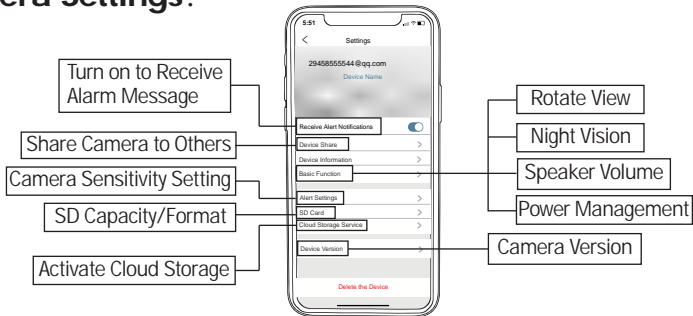 era Settings:
5:51
Settings
29458555544@qq.com
Device Name
Receive Alert Notifications
Device Share
Device Information
Basic Function
Alert Settings
SD Card
Cloud Storage Service
Device Version
Delete the Device
Turn on to Receive
Alarm Message
Share Camera to Others
Camera Sensitivity Setting
SD Capacity/Format
Activate Cloud Storage
Rotate View
Night Vision
Speaker Volume
Power Management
Camera Version